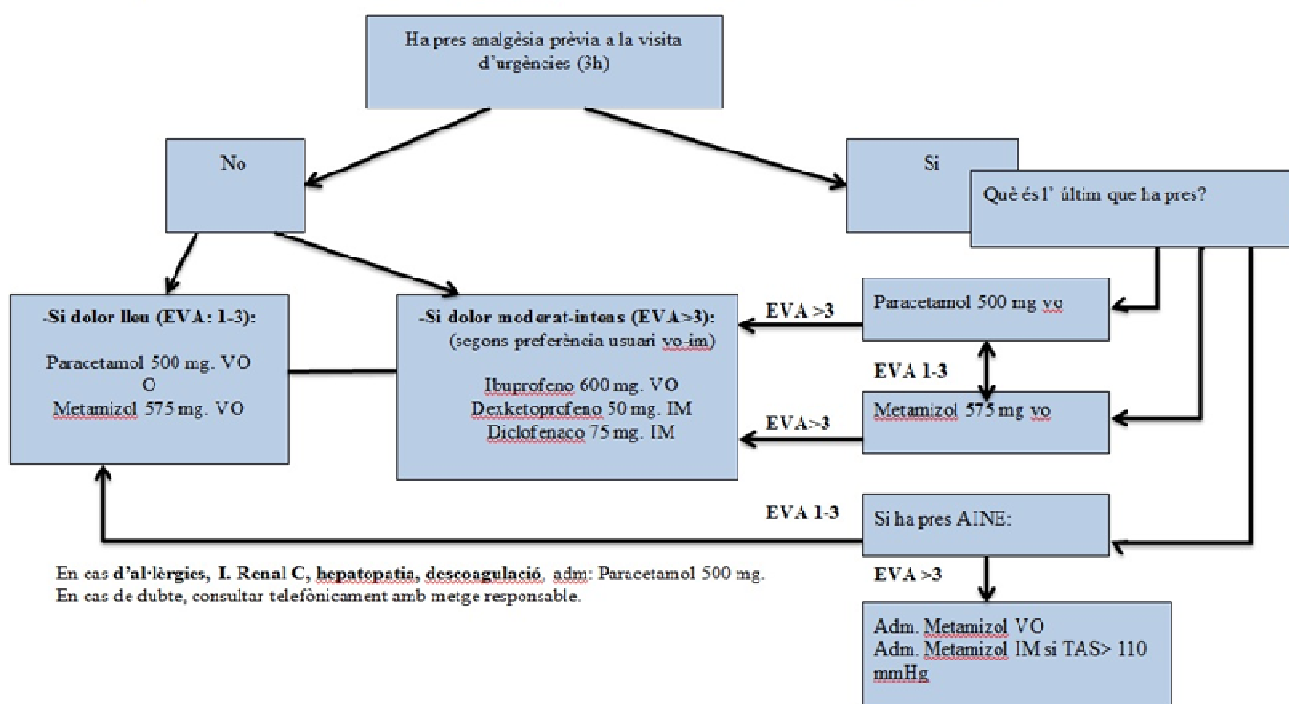 Ha pres analgèsia prèvia a la visita
d'urgències (3h)
No
Si
Què és l' últim que ha pres?
-Si dolor lleu (EVA: 1-3):
Paracetamol 500 mg. VO
O
Metamizol 575 mg. VO
-Si dolor moderat-intens (EVA>3):
(segons preferència usuari vo-im)
Ibuprofeno 600 mg. VO
Dexketoprofeno 50 mg. IM
Diclofenaco 75 mg. IM
EVA >3
Paracetamol 500 mg vo
EVA 1-3
EVA>3
Metamizol 575 mg vo
EVA 1-3
Si ha pres AINE:
EVA >3
Adm. Metamizol VO
Adm. Metamizol IM si TAS> 110
mmHg
En cas d'al·lèrgies, I. Renal C, hepatopatia, descoagulació, adm: Paracetamol 500 mg.
En cas de dubte, consultar telefònicament amb metge responsable.